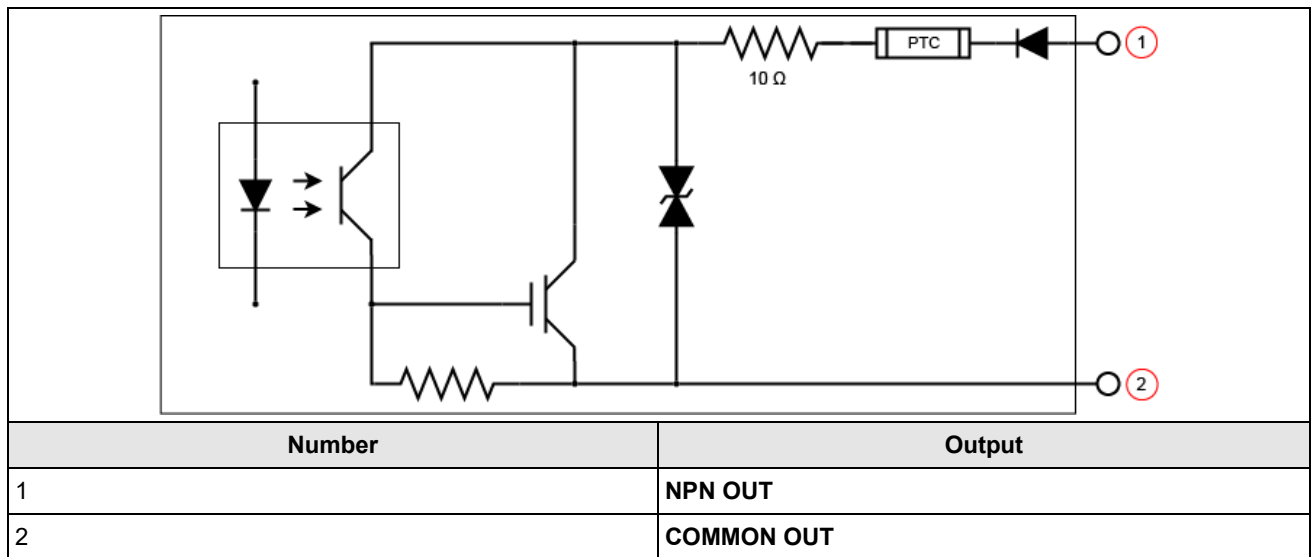 PTC
1
10 Ω
2
Number Output
1 NPN OUT
2 COMMON OUT